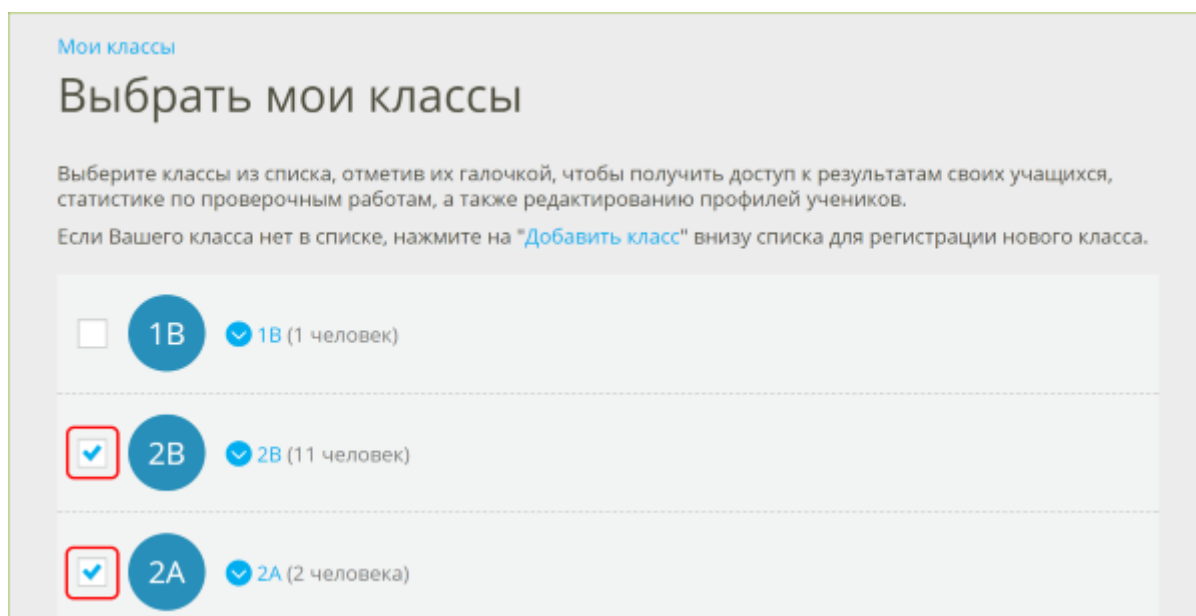 Мои классы
Выбрать мои классы
Выберите классы из списка, отметив их галочкой, чтобы получить доступ к результатам своих учащихся,
статистике по проверочным работам, а также редактированию профилей учеников.
Если Вашего класса нет в списке, нажмите на "Добавить класс" внизу списка для регистрации нового класса.
1В 1В (1 человек)
2В 2В (11 человек)
2А 2А (2 человека)